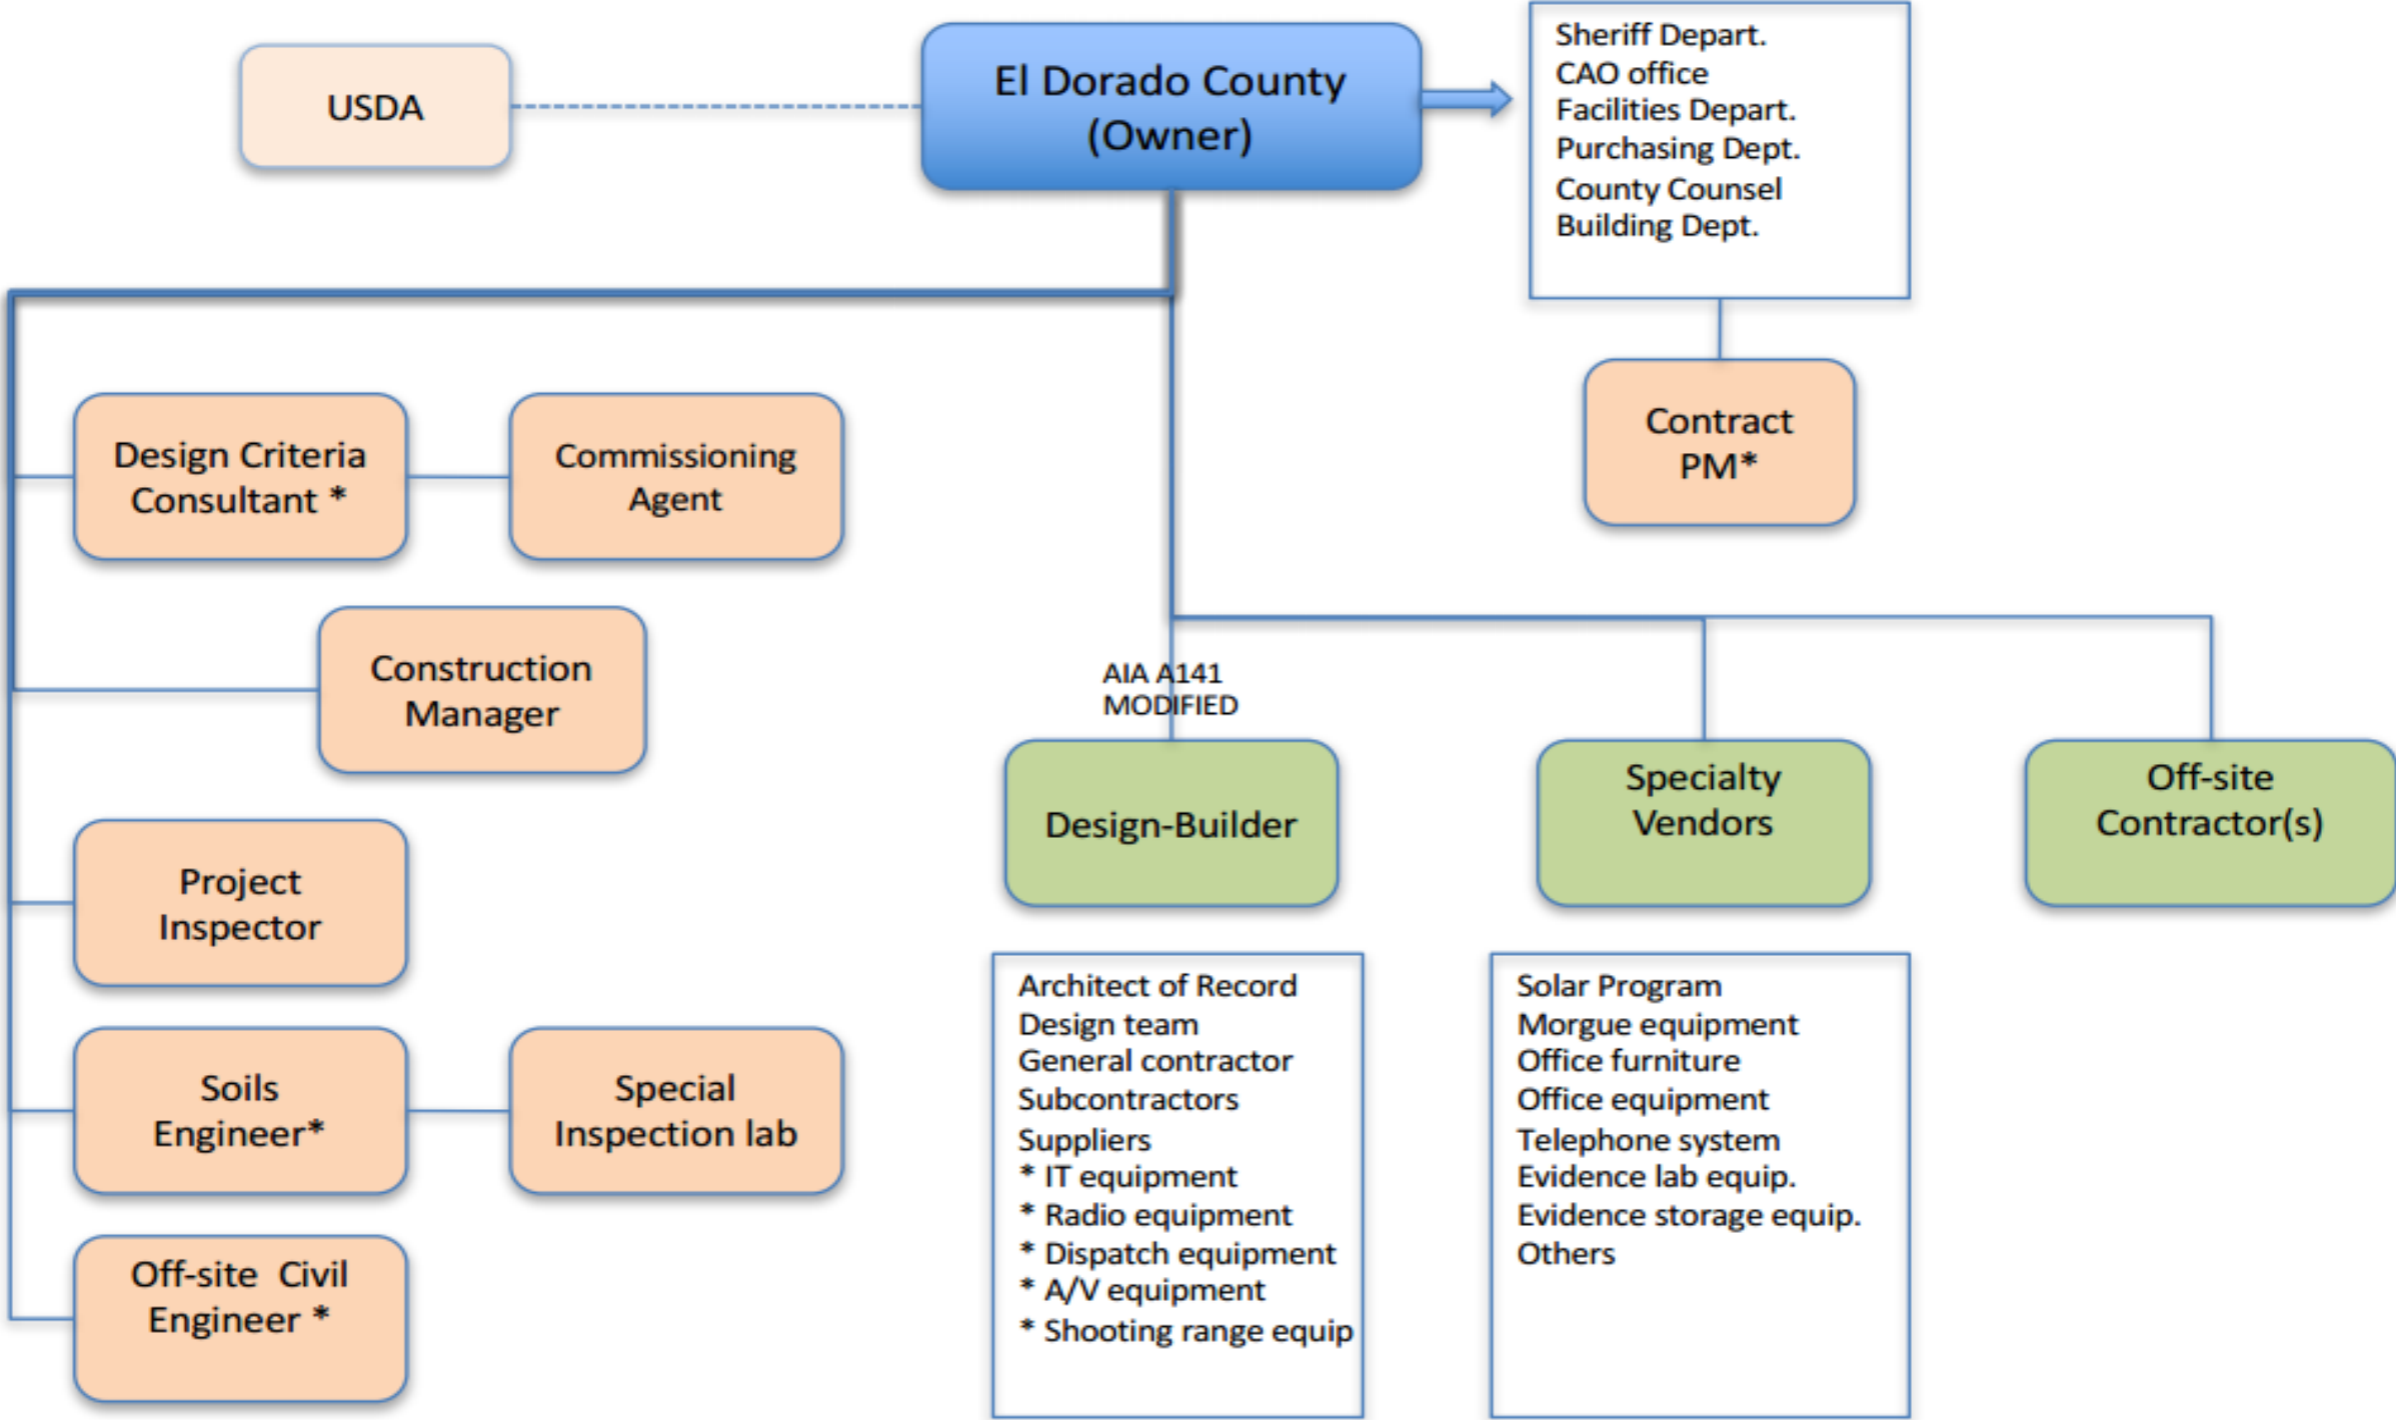 USDA
El Dorado County
(Owner)
Sheriff Depart.
CAO office
Facilities Depart.
Purchasing Dept.
County Counsel
Building Dept.
Contract
PM*
Design Criteria
Consultant *
Commissioning
Agent
Construction
Manager
Project
Inspector
Soils
Engineer*
Special
Inspection lab
Off-site  Civil
Engineer *
AIA A141
MODIFIED
Design-Builder
Specialty
Vendors
Off-site
Contractor(s)
Architect of Record
Design team
General contractor
Subcontractors
Suppliers
* IT equipment
* Radio equipment
* Dispatch equipment
* A/V equipment
* Shooting range equip
Solar Program
Morgue equipment
Office furniture
Office equipment
Telephone system
Evidence lab equip.
Evidence storage equip.
Others